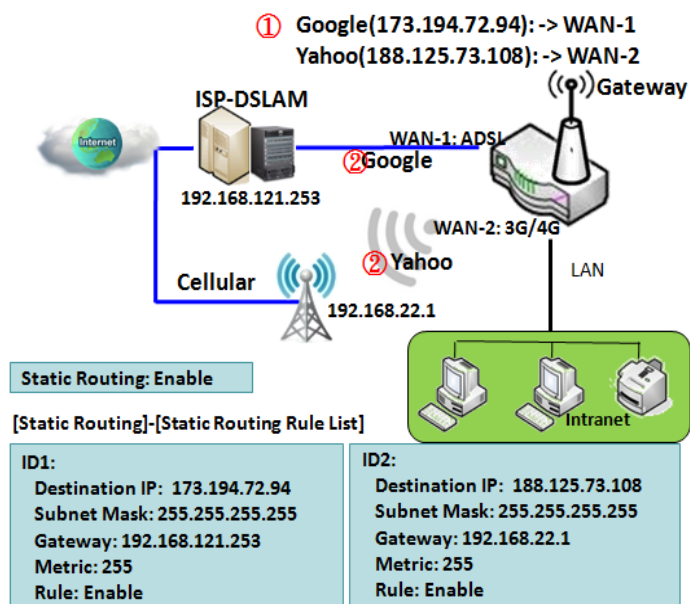 ① Google(173.194.72.94): -> WAN-1
Yahoo(188.125.73.108): -> WAN-2
Gateway
ISP-DSLAM
Internet
WAN-1: ADSL
②Google
192.168.121.253
WAN-2: 3G/4G
② Yahoo
LAN
Cellular
192.168.22.1
Static Routing: Enable
Intranet
[Static Routing]-[Static Routing Rule List]
ID1:
Destination IP: 173.194.72.94
Subnet Mask: 255.255.255.255
Gateway: 192.168.121.253
Metric: 255
Rule: Enable
ID2:
Destination IP: 188.125.73.108
Subnet Mask: 255.255.255.255
Gateway: 192.168.22.1
Metric: 255
Rule: Enable